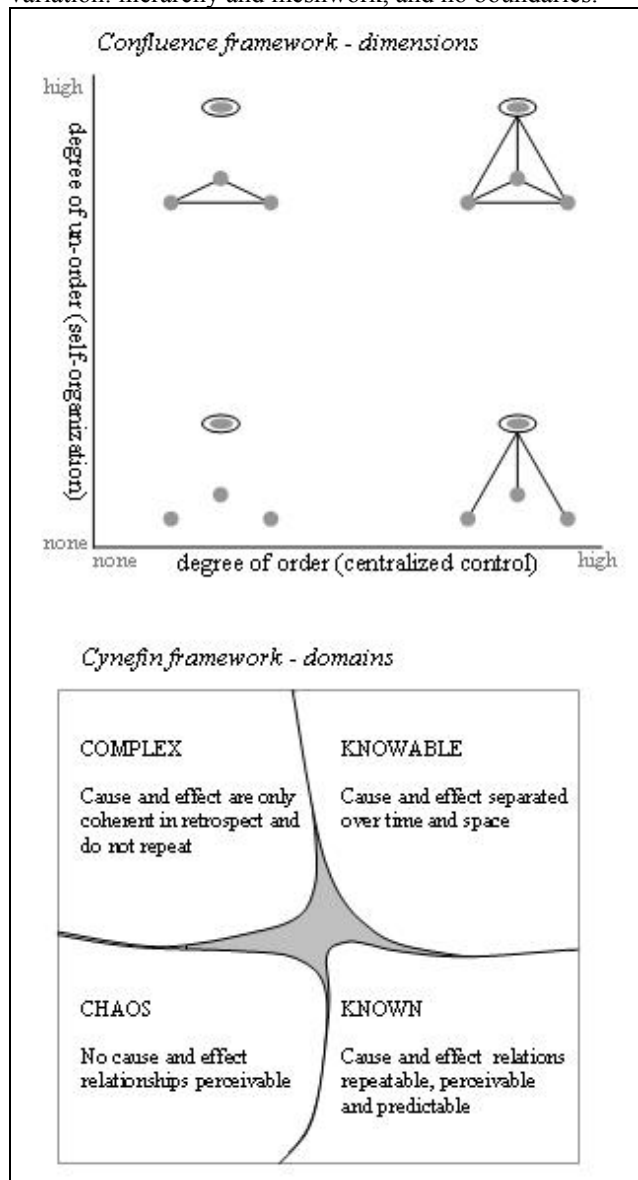 variation: hierarchy and meshwork, and no boundaries.
Confluence framework - dimensions
high
degree of un-order (self-organization)
none
none
degree of order (centralized control)
high
Cynefin framework - domains
COMPLEX
Cause and effect are only
coherent in retrospect and
do not repeat
KNOWABLE
Cause and effect separated
over time and space
CHAOS
No cause and effect
relationships perceivable
KNOWN
Cause and effect relations
repeatable, perceivable
and predictable